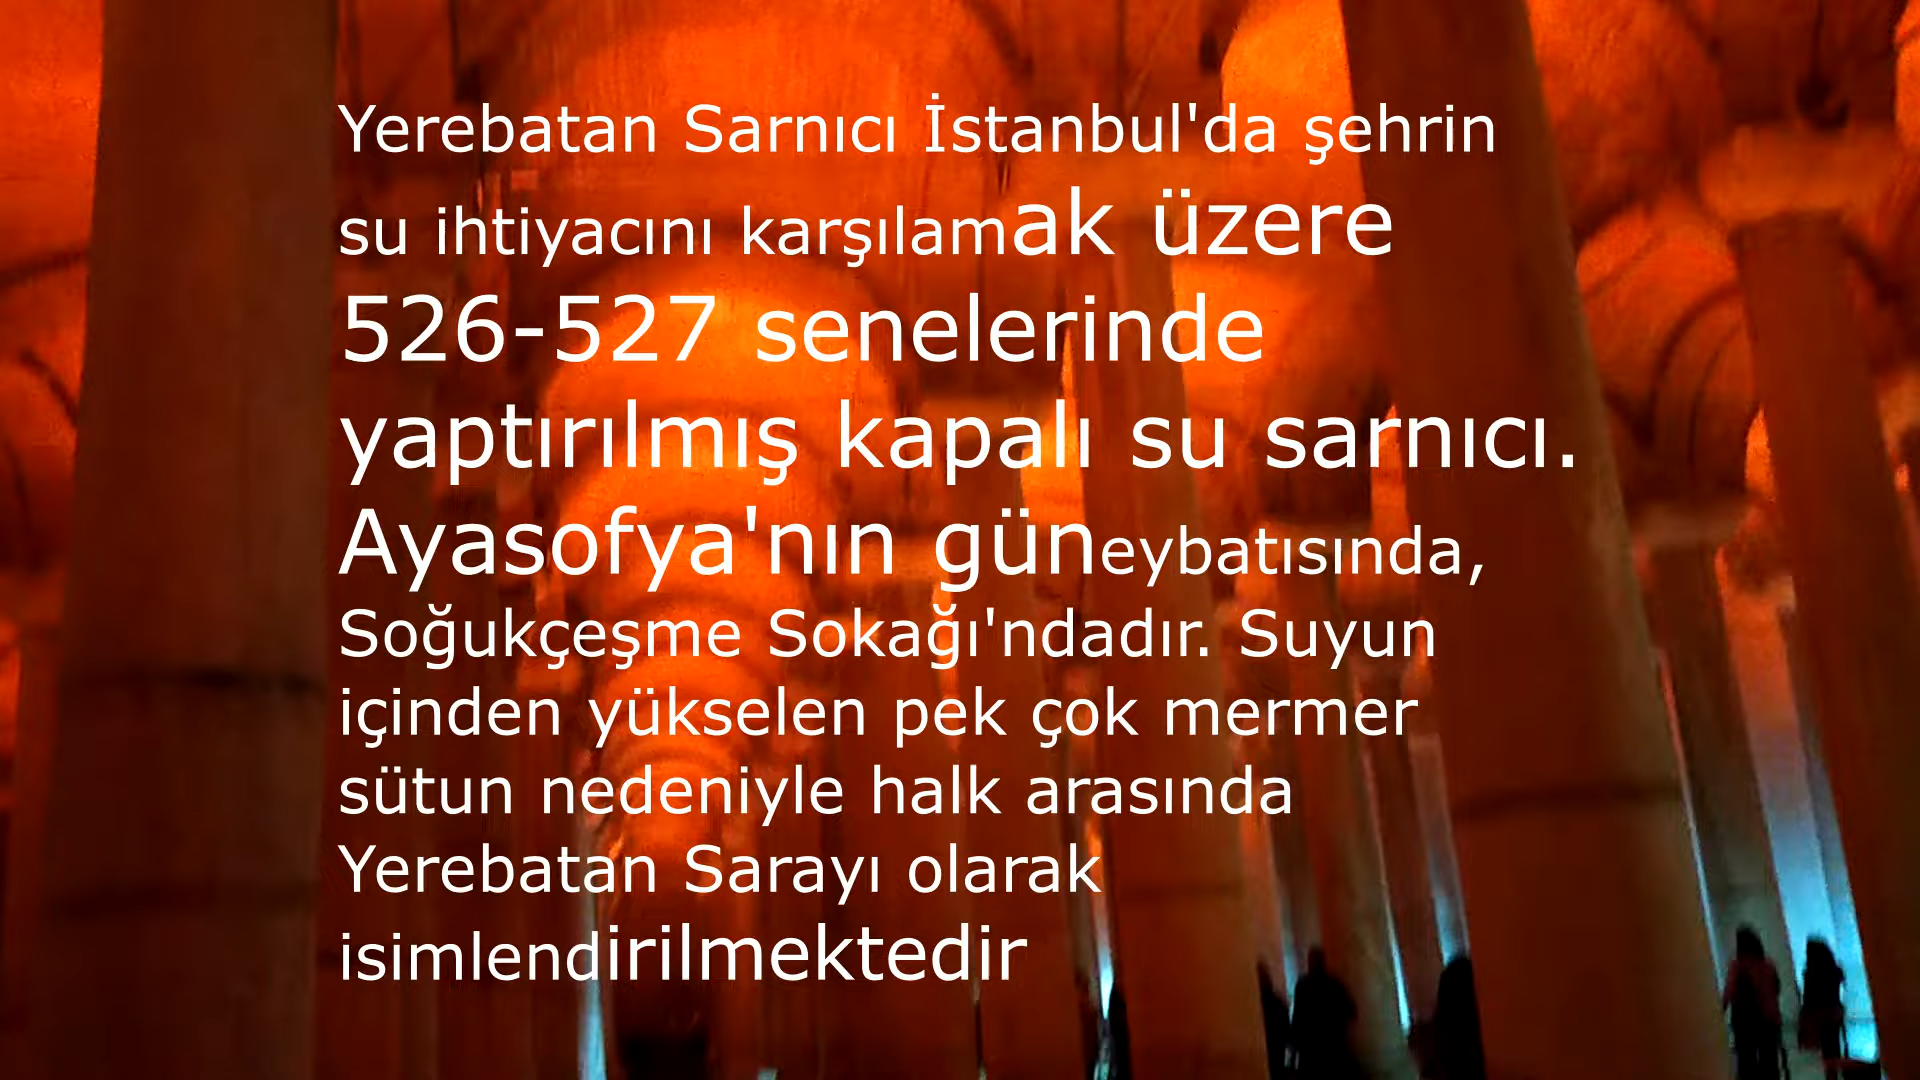 Yerebatan Sarnıcı İstanbul'da şehrin
su ihtiyacını karşılamak üzere
526-527 senelerinde
yaptırılmış kapalı su sarnıcı.
Ayasofya'nın güneybatısında,
Soğukçeşme Sokağı'ndadır. Suyun
içinden yükselen pek çok mermer
sütun nedeniyle halk arasında
Yerebatan Sarayı olarak
isimlendirilmektedir